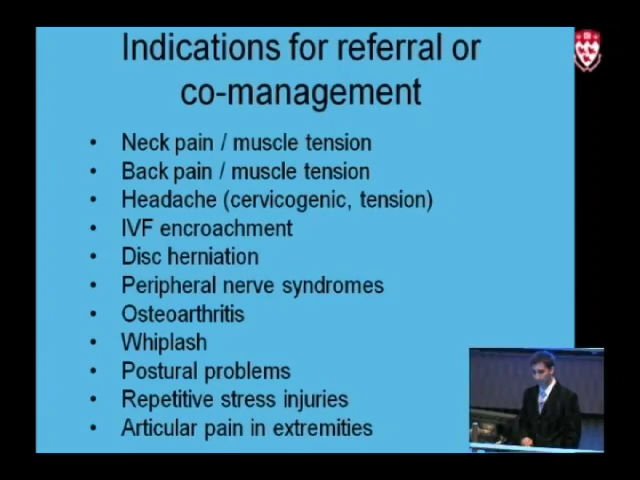 Indications for referral or
co-management
• Neck pain / muscle tension
• Back pain / muscle tension
• Headache (cervicogenic, tension)
• IVF encroachment
• Disc herniation
• Peripheral nerve syndromes
• Osteoarthritis
• Whiplash
• Postural problems
• Repetitive stress injuries
• Articular pain in extremities